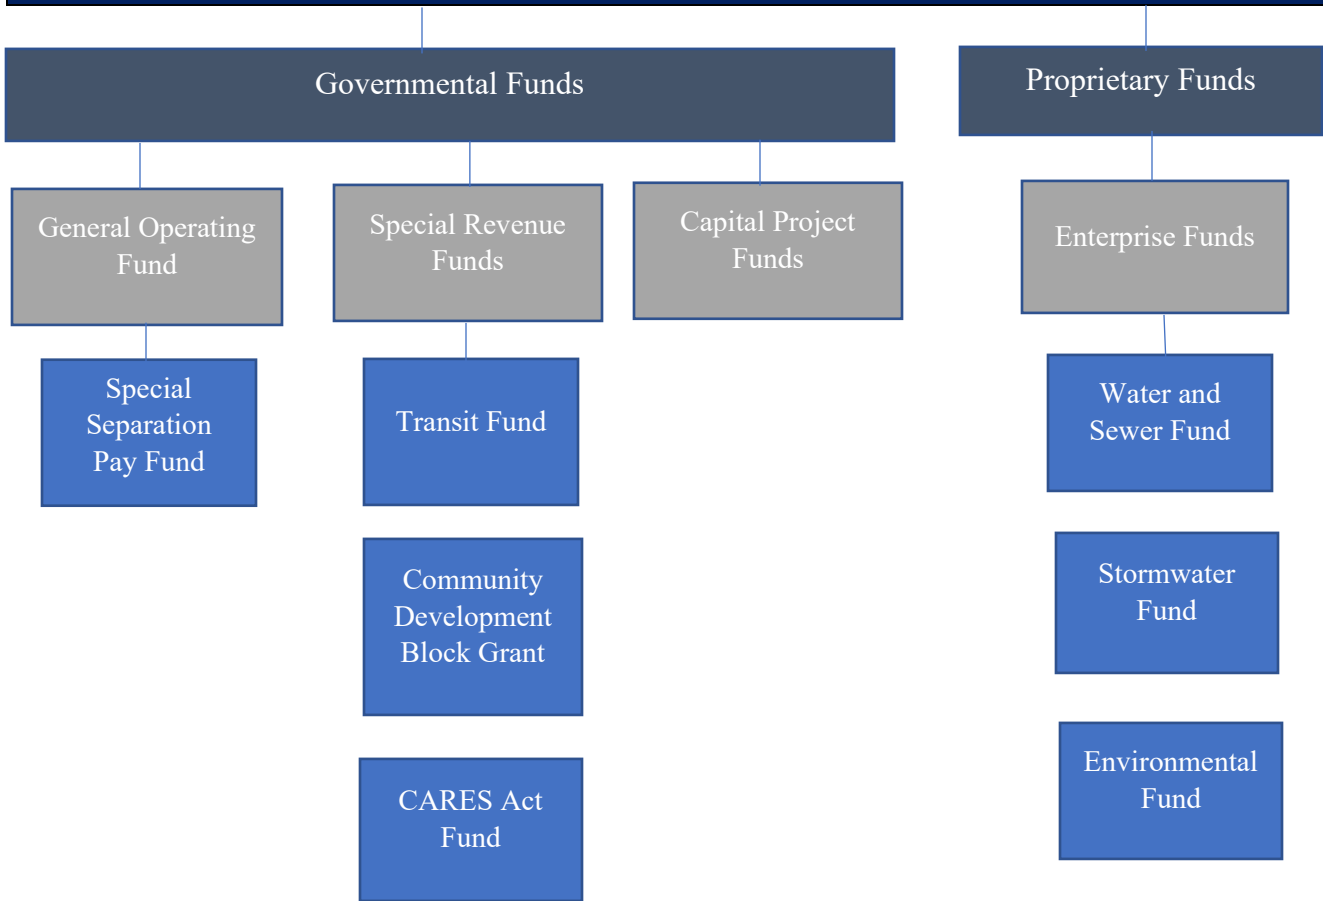 Governmental Funds
Proprietary Funds
General Operating
Fund
Special Revenue
Funds
Capital Project
Funds
Enterprise Funds
Special
Separation
Pay Fund
Transit Fund
Water and
Sewer Fund
Community
Development
Block Grant
Stormwater
Fund
CARES Act
Fund
Environmental
Fund